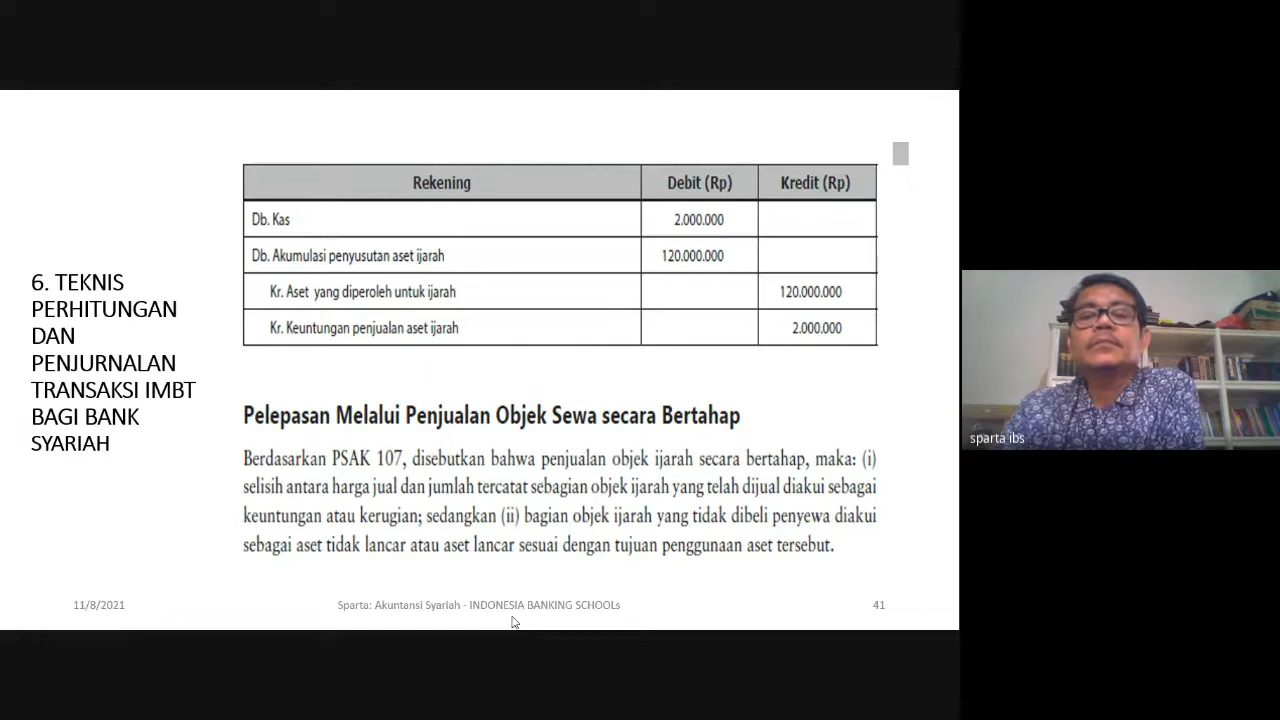 6. TEKNIS
PERHITUNGAN
DAN
PENJURNALAN
TRANSAKSI IMBT
BAGI BANK
SYARIAH
Rekening Debit (Rp) Kredit (Rp)
Db. Kas 2.000.000
Db. Akumulasi penyusutan aset ijarah 120.000.000
Kr. Aset yang diperoleh untuk ijarah 120.000.000
Kr. Keuntungan penjualan aset ijarah 2.000.000
Pelepasan Melalui Penjualan Objek Sewa secara Bertahap
Berdasarkan PSAK 107, disebutkan bahwa penjualan objek ijarah secara bertahap, maka: (i)
selisih antara harga jual dan jumlah tercatat sebagian objek ijarah yang telah dijual diakui sebagai
keuntungan atau kerugian; sedangkan (ii) bagian objek ijarah yang tidak dibeli penyewa diakui
sebagai aset tidak lancar atau aset lancar sesuai dengan tujuan penggunaan aset tersebut.
11/8/2021 Sparta: Akuntansi Syariah - INDONESIA BANKING SCHOOLs 41
sparta ibs